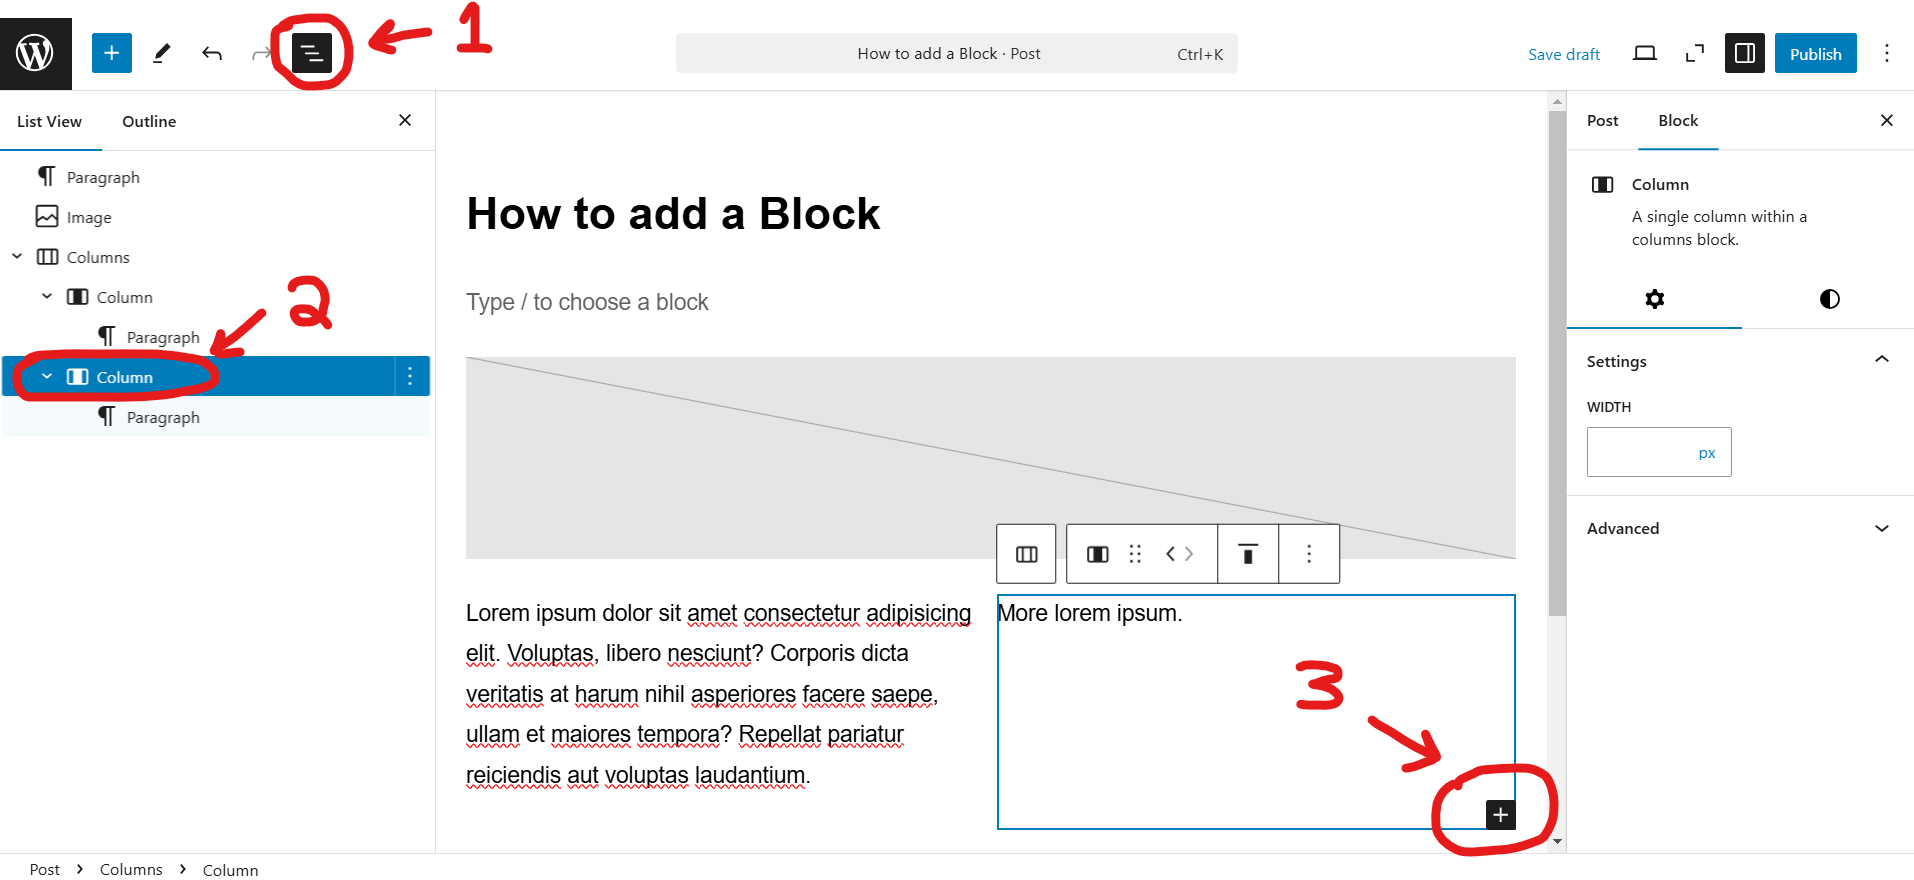 1
How to add a Block · Post
Ctrl+K
Save draft
Publish
List View
Outline
Paragraph
Image
Columns
Column
2
Paragraph
Column
Paragraph
How to add a Block
Type / to choose a block
Lorem ipsum dolor sit amet consectetur adipisicing
elit. Voluptas, libero nesciunt? Corporis dicta
veritatis at harum nihil asperiores facere saepe,
ullam et maiores tempora? Repellat pariatur
reiciendis aut voluptas laudantium.
More lorem ipsum.
3
Post
Block
Column
A single column within a
columns block.
Settings
WIDTH
px
Advanced
Post
Columns
Column